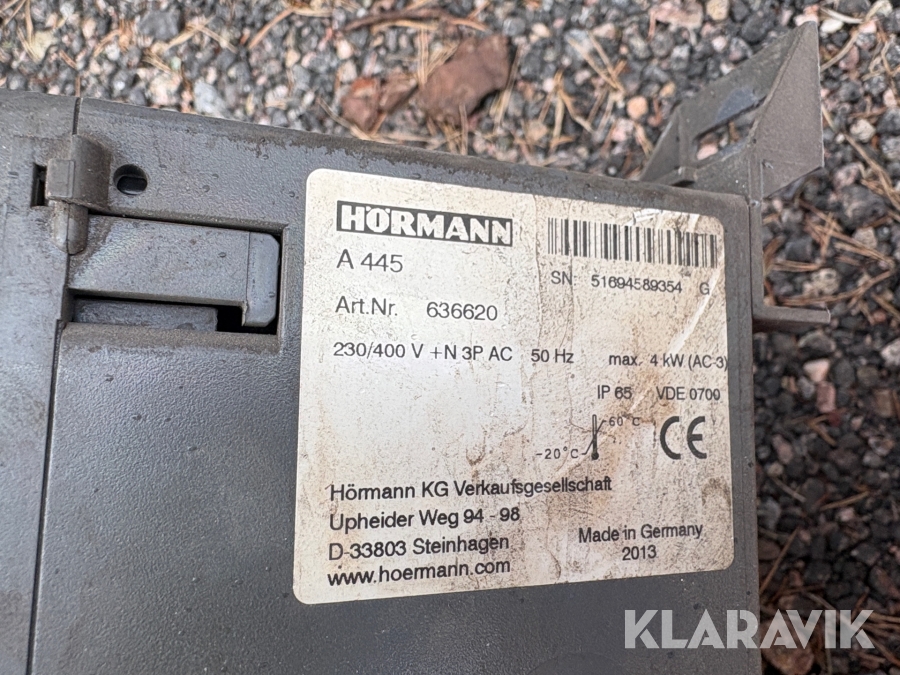 HÖRMANN
A 445
SN: 51694589354 G
Art.Nr. 636620
230/400 V +N 3P AC 50 Hz max. 4 kW (AC-3)
IP 65 VDE 0700
-20°C 60°C CE
Hörmann KG Verkaufsgesellschaft
Upheider Weg 94 - 98
D-33803 Steinhagen
www.hoermann.com
Made in Germany
2013
KLARAVIK